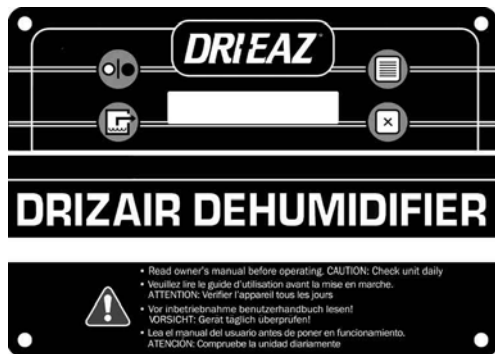 DRIEAZ
DRIZAIR DEHUMIDIFIER
• Read owner's manual before operating. CAUTION: Check unit daily
• Veuillez lire le guide d'utilisation avant la mise en marche.
ATTENTION: Verifier l'appareil tous les jours
• Vor inbetriebnahme benutzerhandbuch lesen!
VORSICHT: Gerät täglich überprüfen!
• Lea el manual del usuario antes de poner en funcionamiento.
ATENCIÓN: Compruebe la unidad diariamente